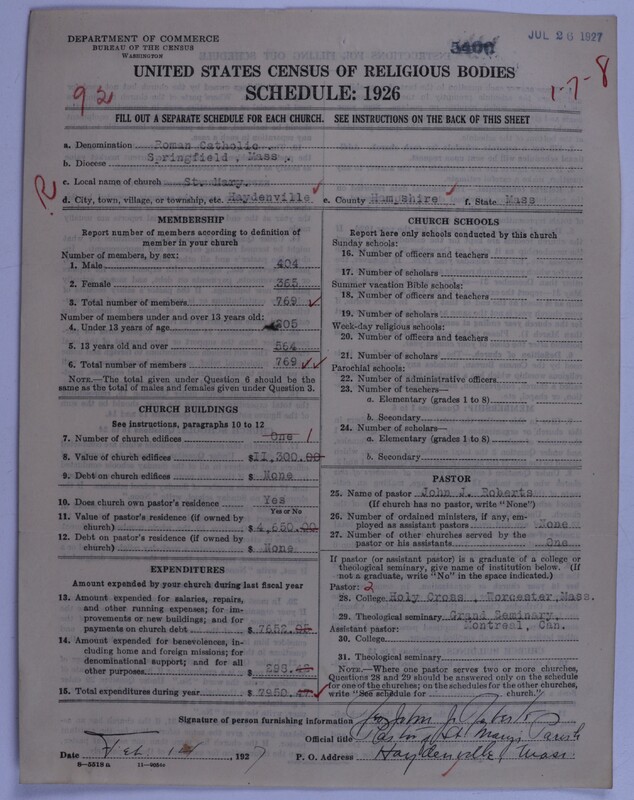 DEPARTMENT OF COMMERCE
BUREAU OF THE CENSUS
WASHINGTON
5400
JUL 26 1927
UNITED STATES CENSUS OF RELIGIOUS BODIES
SCHEDULE: 1926
92
1-7-8
FILL OUT A SEPARATE SCHEDULE FOR EACH CHURCH. SEE INSTRUCTIONS ON THE BACK OF THIS SHEET
a. Denomination Roman Catholic
b. Diocese Springfield, Mass.
R
c. Local name of church St. Mary.
d. City, town, village, or township, etc. Haydenville e. County Hampshire f. State Mass
MEMBERSHIP
Report number of members according to definition of
member in your church
Number of members, by sex:
1. Male 404
2. Female 365
3. Total number of members 769
Number of members under and over 13 years old:
4. Under 13 years of age 205
5. 13 years old and over 564
6. Total number of members 769
NOTE.—The total given under Question 6 should be the
same as the total of males and females given under Question 3.
CHURCH BUILDINGS
See instructions, paragraphs 10 to 12
7. Number of church edifices One 1
8. Value of church edifices $11,300.00
9. Debt on church edifices $ None
10. Does church own pastor's residence Yes
Yes or No
11. Value of pastor's residence (if owned by
church) $ 4,650.00
12. Debt on pastor's residence (if owned by
church) $ None
EXPENDITURES
Amount expended by your church during last fiscal year
13. Amount expended for salaries, repairs,
and other running expenses; for im-
provements or new buildings; and for
payments on church debt $ 7652.
14. Amount expended for benevolences, in-
cluding home and foreign missions; for
denominational support; and for all
other purposes $ 298.
15. Total expenditures during year $ 7950.
CHURCH SCHOOLS
Report here only schools conducted by this church
Sunday schools:
16. Number of officers and teachers
17. Number of scholars
Summer vacation Bible schools:
18. Number of officers and teachers
19. Number of scholars
Week-day religious schools:
20. Number of officers and teachers
21. Number of scholars
Parochial schools:
22. Number of administrative officers
23. Number of teachers—
a. Elementary (grades 1 to 8)
b. Secondary
24. Number of scholars—
a. Elementary (grades 1 to 8)
b. Secondary
PASTOR
25. Name of pastor John J. Roberts
(If church has no pastor, write "None")
26. Number of ordained ministers, if any, em-
ployed as assistant pastors None
27. Number of other churches served by the
pastor or his assistants One
If pastor (or assistant pastor) is a graduate of a college or
theological seminary, give name of institution below. (If
not a graduate, write "No" in the space indicated.)
Pastor: 2
28. College Holy Cross, Worcester, Mass.
29. Theological seminary Grand Seminary,
Assistant pastor: Montreal, Can.
30. College
31. Theological seminary
NOTE.—Where one pastor serves two or more churches,
Questions 28 and 29 should be answered only on the schedule
for one of the churches; on the schedules for the other churches,
write "See schedule for church."
Signature of person furnishing information John J. Roberts
Official title Pastor St Marys Parish
Date Feb. 14 1927 P. O. Address Haydenville, Mass.
8—5519 a